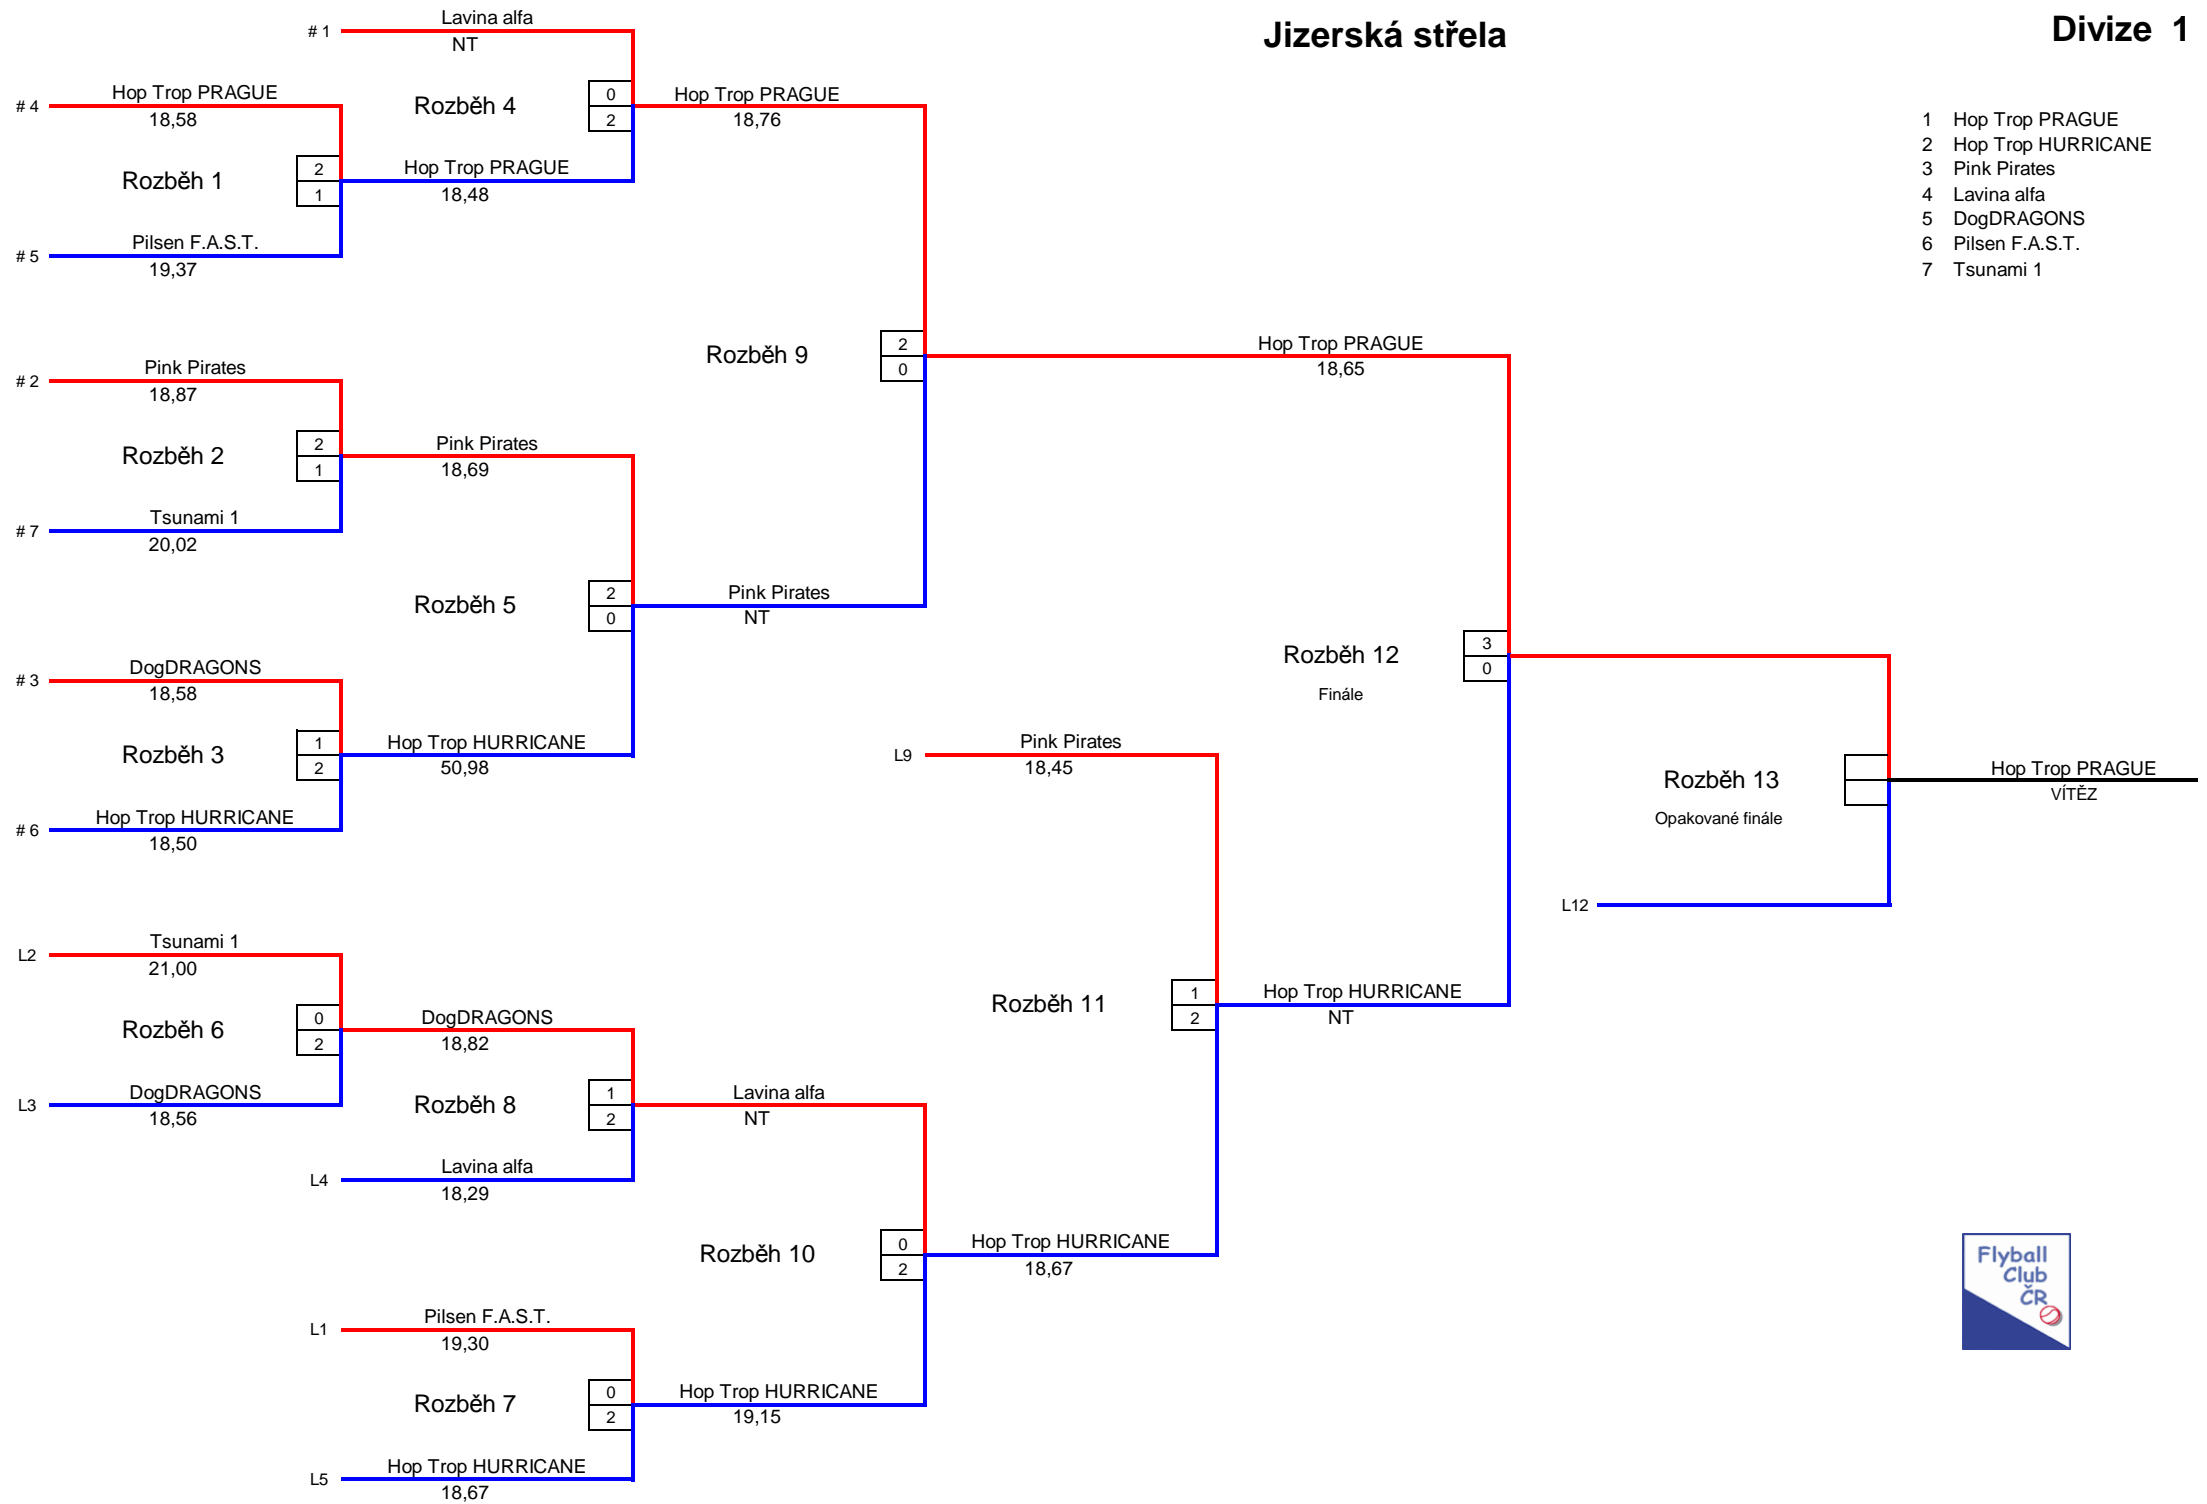 Jizerská střela
Divize 1
1 Hop Trop PRAGUE
2 Hop Trop HURRICANE
3 Pink Pirates
4 Lavina alfa
5 DogDRAGONS
6 Pilsen F.A.S.T.
7 Tsunami 1
# 1
Lavina alfa
NT
# 4
Hop Trop PRAGUE
18,58
Rozběh 1
2
1
# 5
Pilsen F.A.S.T.
19,37
Rozběh 4
0
2
Hop Trop PRAGUE
18,48
Hop Trop PRAGUE
18,76
# 2
Pink Pirates
18,87
Rozběh 2
2
1
# 7
Tsunami 1
20,02
Pink Pirates
18,69
Rozběh 5
2
0
# 3
DogDRAGONS
18,58
Rozběh 3
1
2
# 6
Hop Trop HURRICANE
18,50
Hop Trop HURRICANE
50,98
Rozběh 9
2
0
Pink Pirates
NT
Hop Trop PRAGUE
18,65
Rozběh 12
Finále
3
0
L9
Pink Pirates
18,45
Rozběh 11
1
2
Hop Trop HURRICANE
NT
Rozběh 13
Opakované finále
L12
Hop Trop PRAGUE
VÍTĚZ
L2
Tsunami 1
21,00
Rozběh 6
0
2
L3
DogDRAGONS
18,56
DogDRAGONS
18,82
Rozběh 8
1
2
L4
Lavina alfa
18,29
Lavina alfa
NT
Rozběh 10
0
2
Hop Trop HURRICANE
18,67
L1
Pilsen F.A.S.T.
19,30
Rozběh 7
0
2
L5
Hop Trop HURRICANE
18,67
Hop Trop HURRICANE
19,15
Flyball
Club
ČR